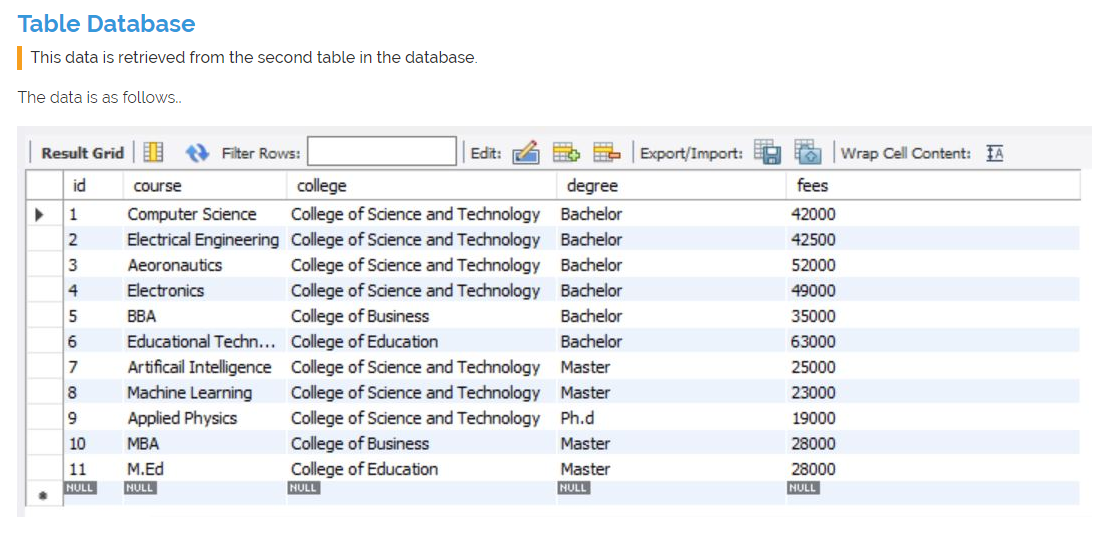 Table Database
This data is retrieved from the second table in the database.
The data is as follows..
Result Grid Filter Rows: Edit: Export/Import: Wrap Cell Content: IA
id course college degree fees
1 Computer Science College of Science and Technology Bachelor 42000
2 Electrical Engineering College of Science and Technology Bachelor 42500
3 Aeoronautics College of Science and Technology Bachelor 52000
4 Electronics College of Science and Technology Bachelor 49000
5 BBA College of Business Bachelor 35000
6 Educational Techn... College of Education Bachelor 63000
7 Artificail Intelligence College of Science and Technology Master 25000
8 Machine Learning College of Science and Technology Master 23000
9 Applied Physics College of Science and Technology Ph.d 19000
10 MBA College of Business Master 28000
11 M.Ed College of Education Master 28000
NULL NULL NULL NULL NULL